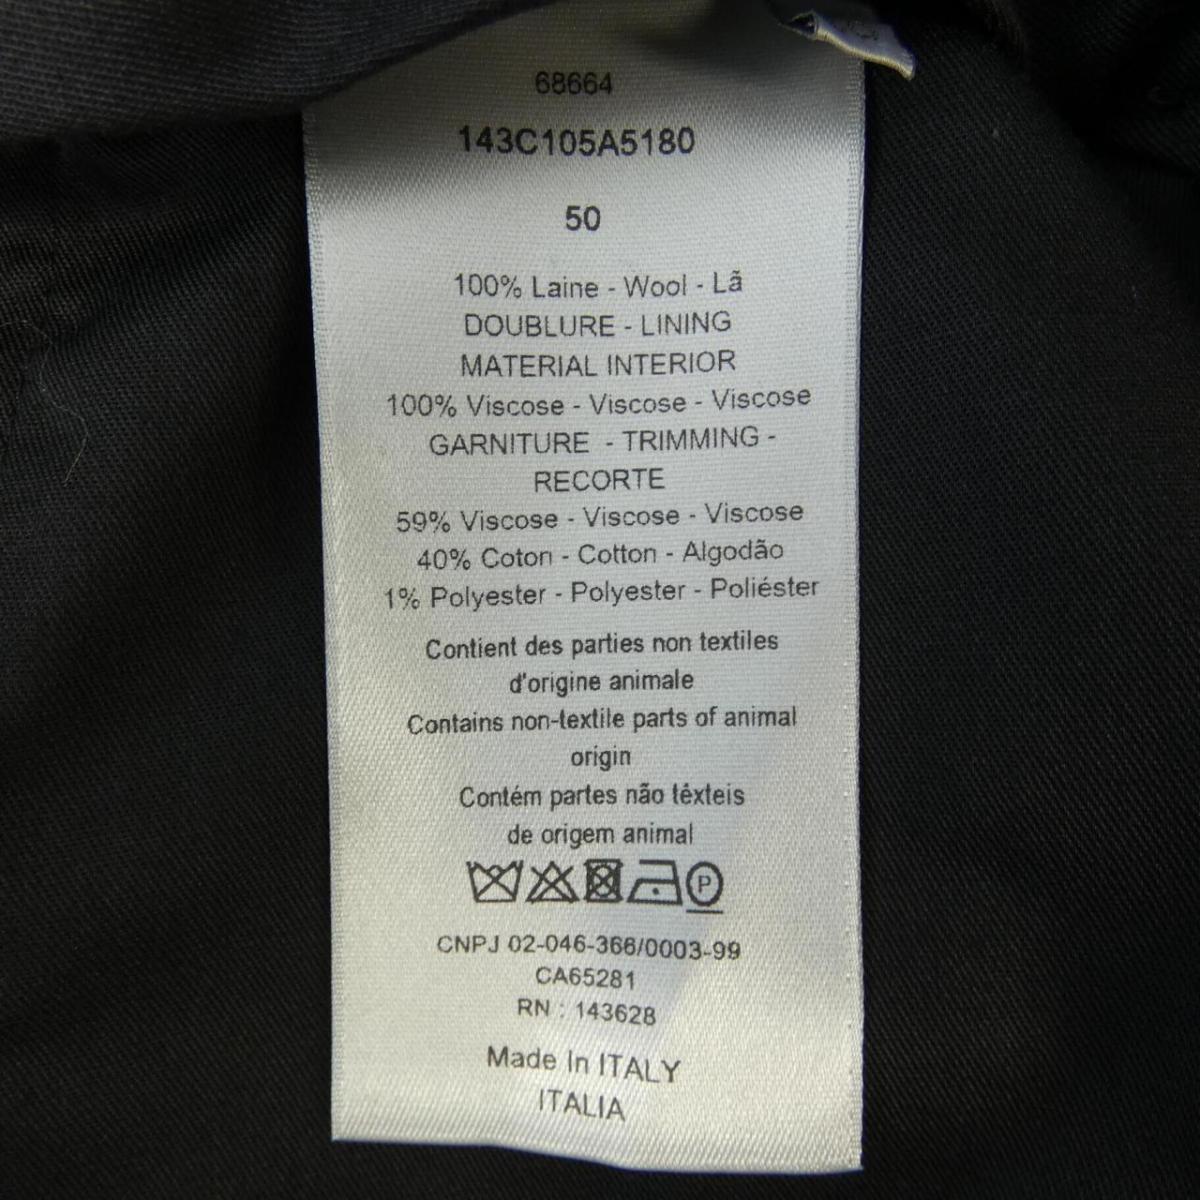 68664
143C105A5180
50
100% Laine - Wool - Lã
DOUBLURE - LINING
MATERIAL INTERIOR
100% Viscose - Viscose - Viscose
GARNITURE - TRIMMING -
RECORTE
59% Viscose - Viscose - Viscose
40% Coton - Cotton - Algodão
1% Polyester - Polyester - Poliéster
Contient des parties non textiles
d'origine animale
Contains non-textile parts of animal
origin
Contém partes não têxteis
de origem animal
P
CNPJ 02-046-366/0003-99
CA65281
RN : 143628
Made In ITALY
ITALIA